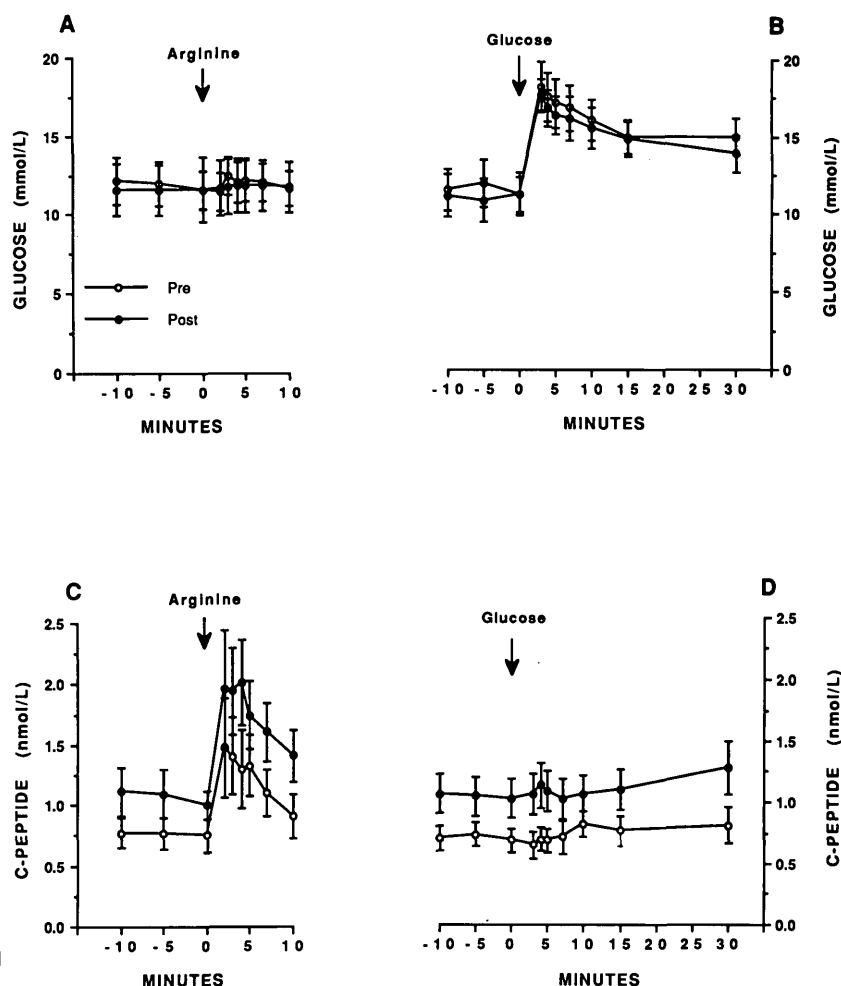 A
Arginine
20
15
10
5
0
GLUCOSE (mmol/L)
Pre
Post
-10 -5 0 5 10
MINUTES
B
Glucose
20
15
10
5
0
GLUCOSE (mmol/L)
-10 -5 0 5 10 15 20 25 30
MINUTES
C
Arginine
2.5
2.0
1.5
1.0
0.5
0.0
C-PEPTIDE (nmol/L)
-10 -5 0 5 10
MINUTES
D
Glucose
2.5
2.0
1.5
1.0
0.5
0.0
C-PEPTIDE (nmol/L)
-10 -5 0 5 10 15 20 25 30
MINUTES